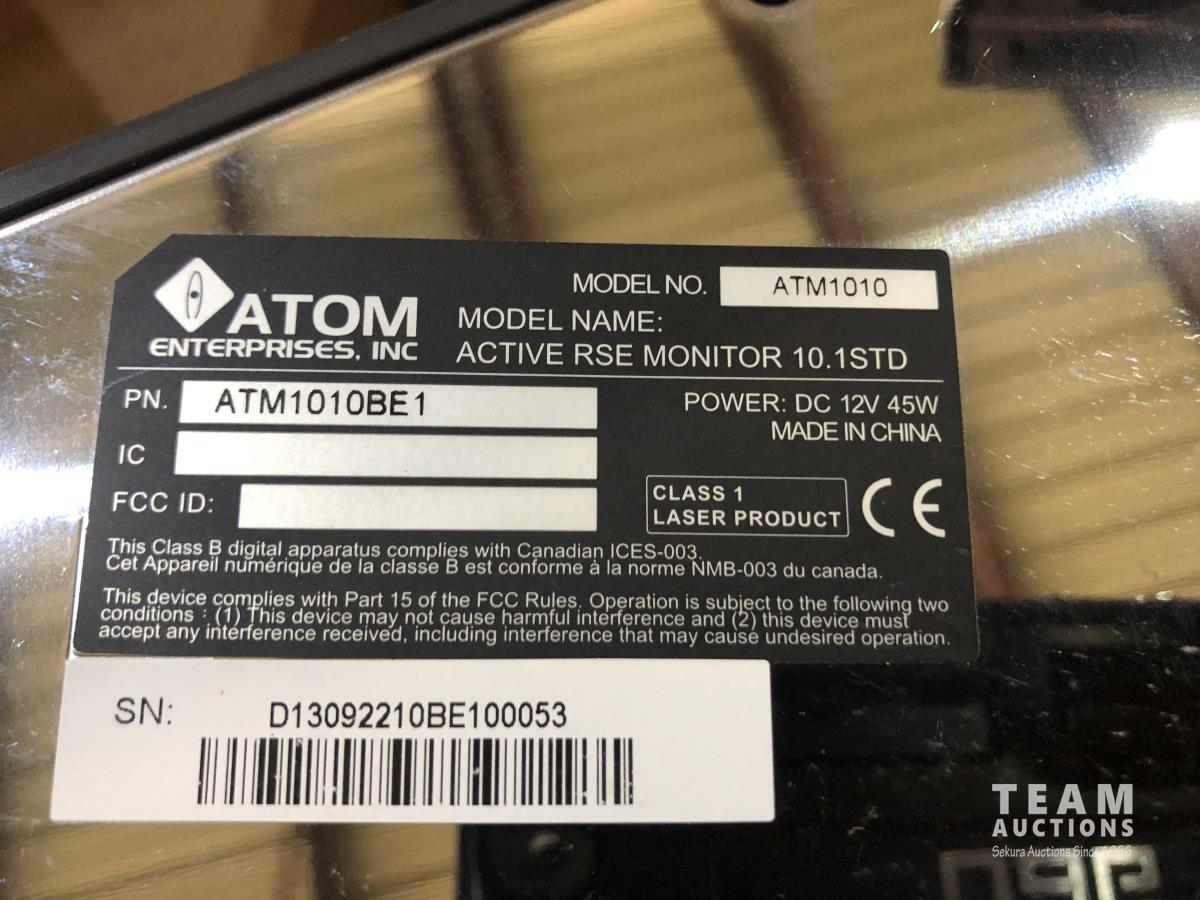 ATOM
ENTERPRISES, INC
MODEL NO. ATM1010
MODEL NAME:
ACTIVE RSE MONITOR 10.1STD
PN. ATM1010BE1
POWER: DC 12V 45W
MADE IN CHINA
IC
FCC ID:
CLASS 1
LASER PRODUCT
CE
This Class B digital apparatus complies with Canadian ICES-003.
Cet Appareil numérique de la classe B est conforme à la norme NMB-003 du canada.
This device complies with Part 15 of the FCC Rules. Operation is subject to the following two
conditions : (1) This device may not cause harmful interference and (2) this device must
accept any interference received, including interference that may cause undesired operation.
SN: D13092210BE100053
TEAM
AUCTIONS
Sekura Auctions Since 1966